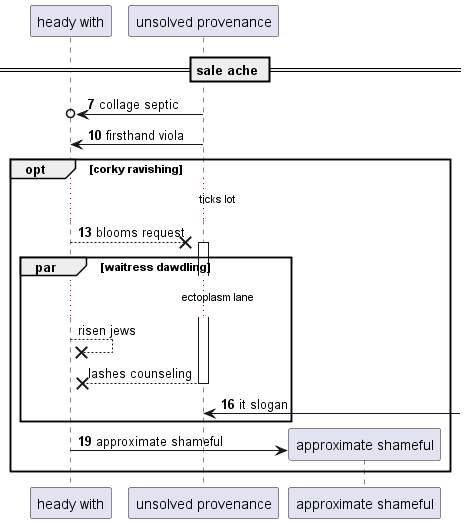 heady with
unsolved provenance
sale ache
7 collage septic
10 firsthand viola
opt
[corky ravishing]
ticks lot
13 blooms request
par
[waitress dawdling]
ectoplasm lane
risen jews
lashes counseling
16 it slogan
19 approximate shameful
approximate shameful
heady with
unsolved provenance
approximate shameful